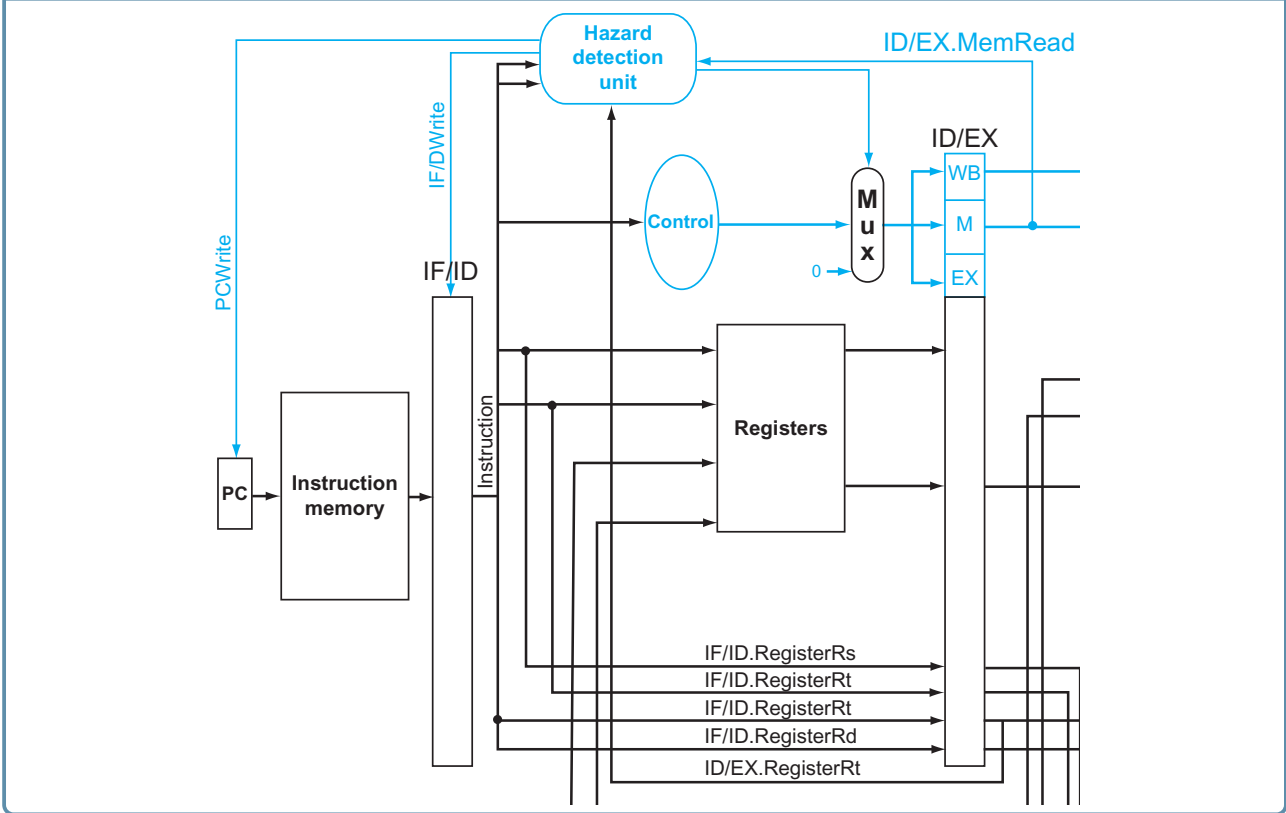 Hazard
detection
unit
ID/EX.MemRead
ID/EX
IF/DWrite
PCWrite
WB
M
EX
Control
M
u
x
0
IF/ID
Instruction
Registers
PC
Instruction
memory
IF/ID.RegisterRs
IF/ID.RegisterRt
IF/ID.RegisterRt
IF/ID.RegisterRd
ID/EX.RegisterRt